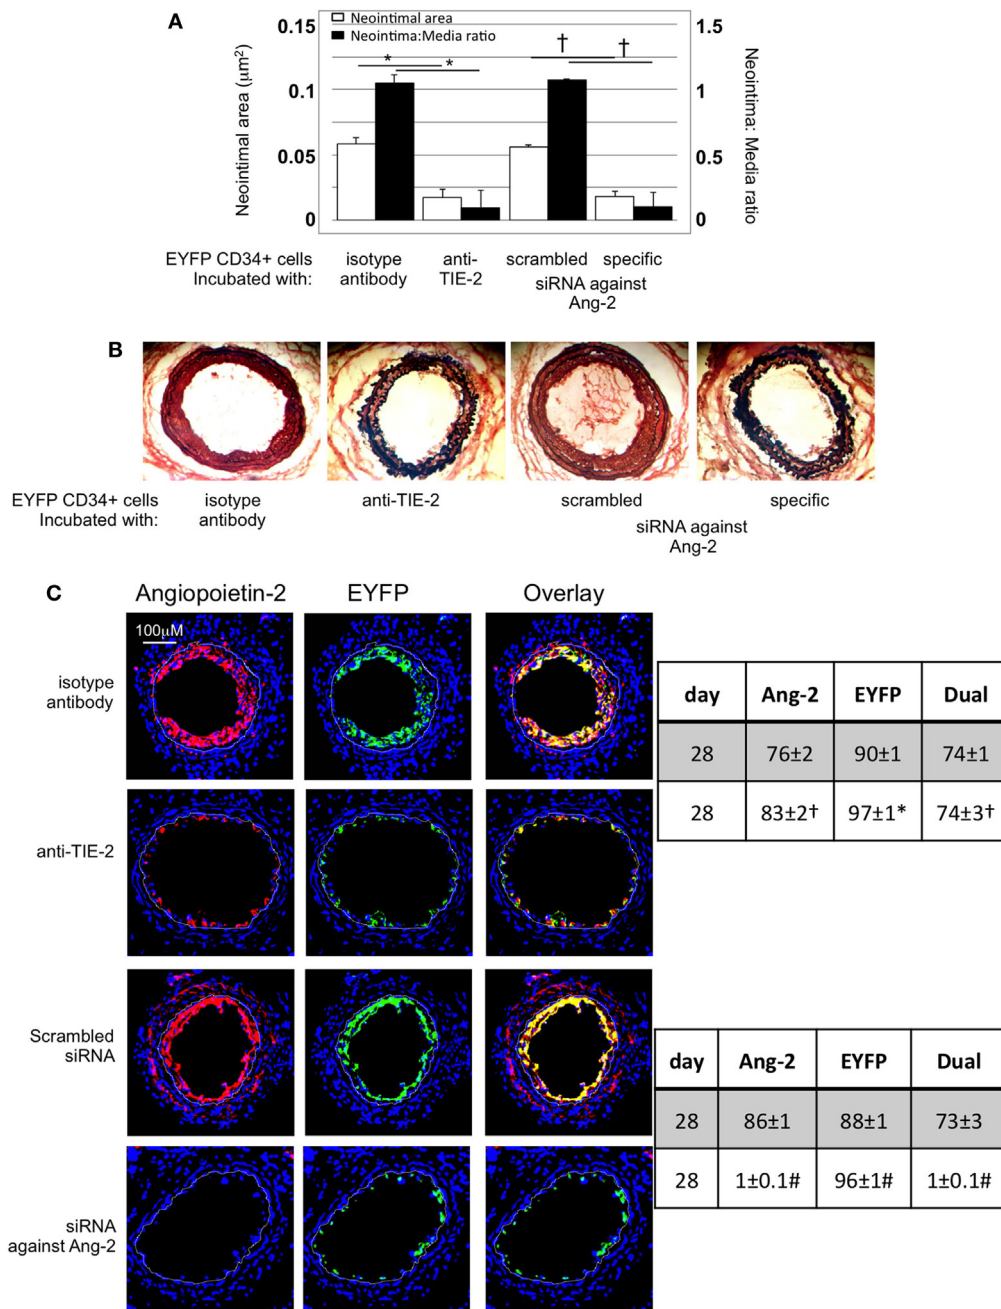 A
Neointimal area
Neointima:Media ratio
Neointimal area (μm²)
Neointima: Media ratio
0.15
0.1
0.05
0
1.5
1
0.5
0
* *
† †
EYFP CD34+ cells
Incubated with:
isotype
antibody
anti-
TIE-2
scrambled specific
siRNA against
Ang-2
B
EYFP CD34+ cells
Incubated with:
isotype
antibody
anti-TIE-2
scrambled specific
siRNA against
Ang-2
C
Angiopoietin-2 EYFP Overlay
100μM
isotype
antibody
anti-TIE-2
Scrambled
siRNA
siRNA
against Ang-2
day Ang-2 EYFP Dual
28 76±2 90±1 74±1
28 83±2† 97±1* 74±3†
day Ang-2 EYFP Dual
28 86±1 88±1 73±3
28 1±0.1# 96±1# 1±0.1#